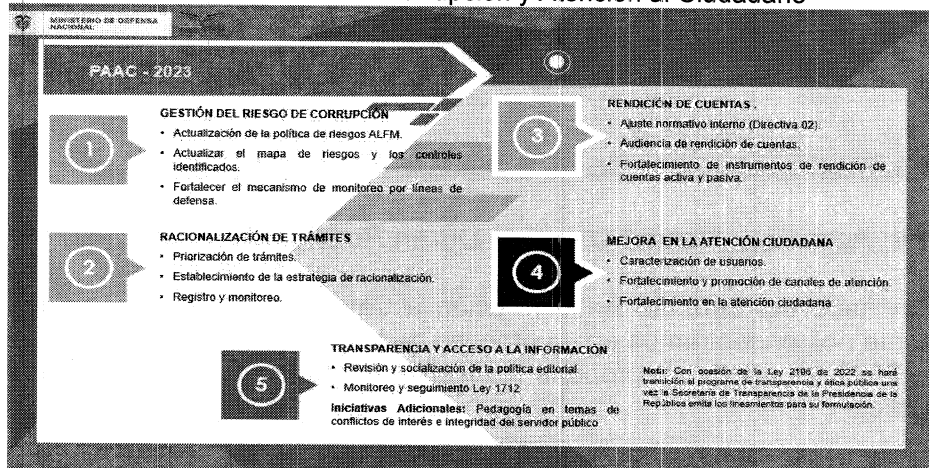 y Atención al Ciudadano
MINISTERIO DE DEFENSA
NACIONAL
PAAC - 2023
1
GESTIÓN DEL RIESGO DE CORRUPCIÓN
• Actualización de la política de riesgos ALFM.
• Actualizar el mapa de riesgos y los controles
identificados.
• Fortalecer el mecanismo de monitoreo por líneas de
defensa.
2
RACIONALIZACIÓN DE TRÁMITES
• Priorización de trámites.
• Establecimiento de la estrategia de racionalización.
• Registro y monitoreo.
3
RENDICIÓN DE CUENTAS .
• Ajuste normativo interno (Directiva 02).
• Audiencia de rendición de cuentas.
• Fortalecimiento de instrumentos de rendición de
cuentas activa y pasiva.
4
MEJORA EN LA ATENCIÓN CIUDADANA
• Caracterización de usuarios.
• Fortalecimiento y promoción de canales de atención.
• Fortalecimiento en la atención ciudadana
5
TRANSPARENCIA Y ACCESO A LA INFORMACIÓN
• Revisión y socialización de la política editorial
• Monitoreo y seguimiento Ley 1712
Iniciativas Adicionales: Pedagogía en temas de
conflictos de interés e integridad del servidor público
Nota: Con ocasión de la Ley 2196 de 2022 se hará
transición al programa de transparencia y ética pública una
vez la Secretaría de Transparencia de la Presidencia de la
República emita los lineamientos para su formulación.